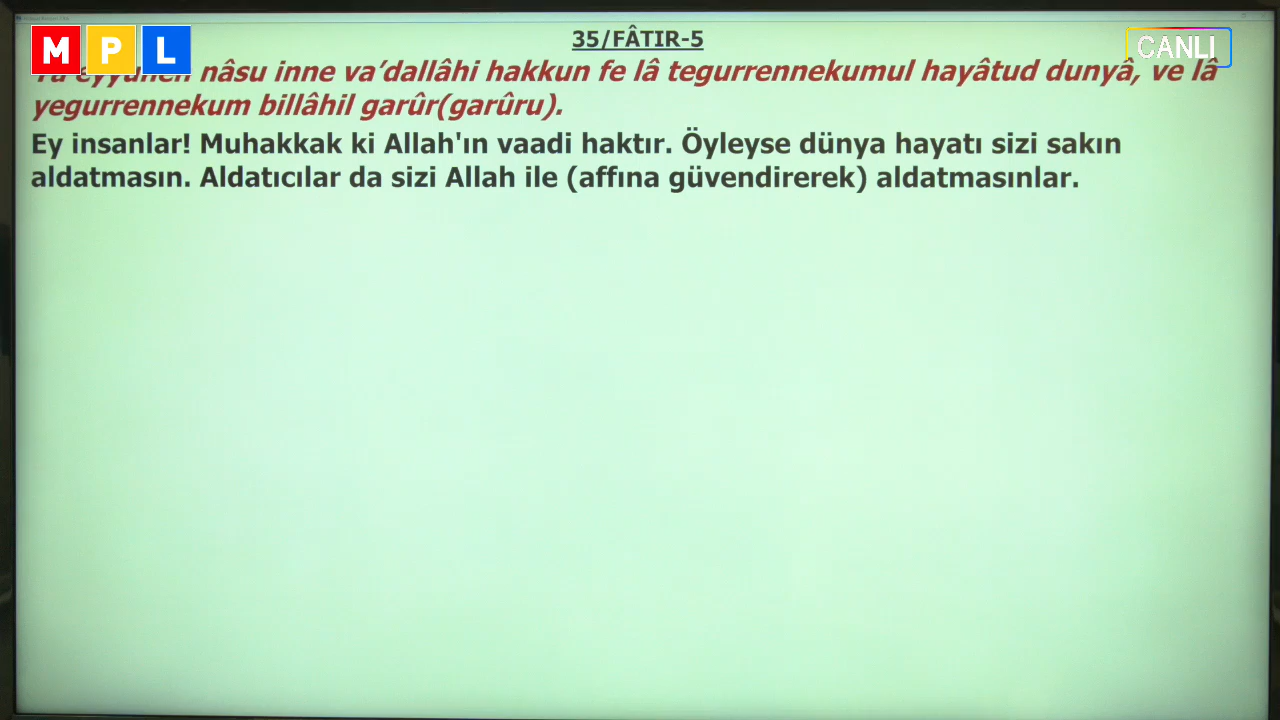 M P L
35/FÂTIR-5
CANLI
nâsu inne va’dallâhi hakkun fe lâ tegurrennekumul hayâtud dunyâ, ve lâ
yegurrennekum billâhil garûr(garûru).
Ey insanlar! Muhakkak ki Allah'ın vaadi haktır. Öyleyse dünya hayatı sizi sakın
aldatmasın. Aldatıcılar da sizi Allah ile (affına güvendirerek) aldatmasınlar.